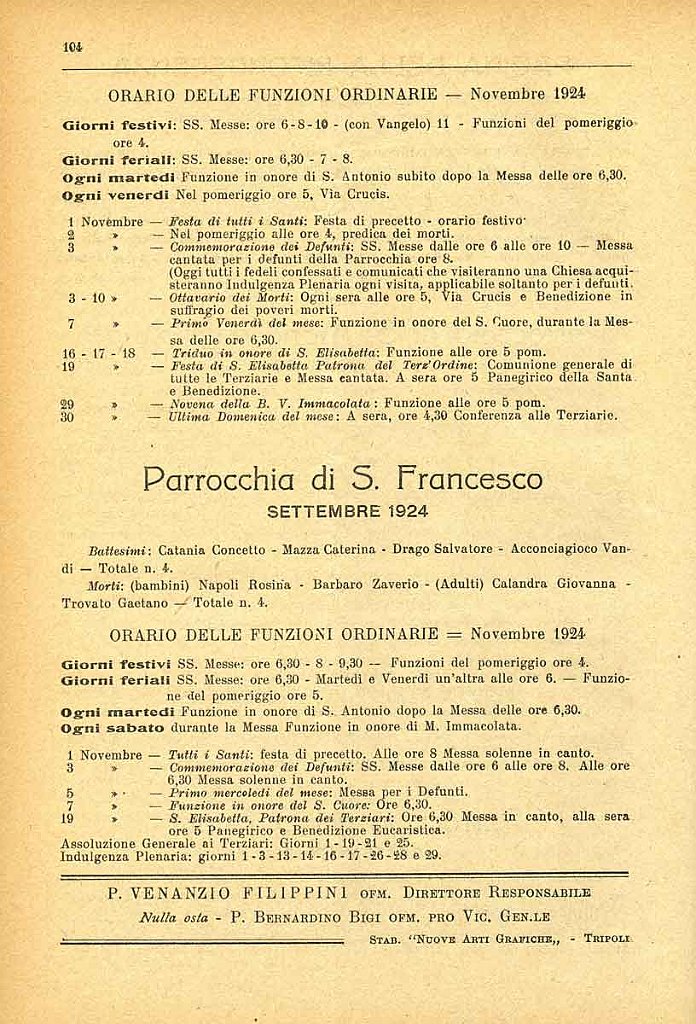 104
ORARIO DELLE FUNZIONI ORDINARIE — Novembre 1924
Giorni festivi: SS. Messe: ore 6-8-10 - (con Vangelo) 11 - Funzioni del pomeriggio
ore 4.
Giorni feriali: SS. Messe: ore 6,30 - 7 - 8.
Ogni martedì Funzione in onore di S. Antonio subito dopo la Messa delle ore 6,30.
Ogni venerdì Nel pomeriggio ore 5, Via Crucis.
1 Novembre — Festa di tutti i Santi: Festa di precetto - orario festivo
2 » — Nel pomeriggio alle ore 4, predica dei morti.
3 » — Commemorazione dei Defunti: SS. Messe dalle ore 6 alle ore 10 — Messa
cantata per i defunti della Parrocchia ore 8.
(Oggi tutti i fedeli confessati e comunicati che visiteranno una Chiesa acqui-
steranno Indulgenza Plenaria ogni visita, applicabile soltanto per i defunti.
3 - 10 » — Ottavario dei Morti: Ogni sera alle ore 5, Via Crucis e Benedizione in
suffragio dei poveri morti.
7 » — Primo Venerdì del mese: Funzione in onore del S. Cuore, durante la Mes-
sa delle ore 6,30.
16 - 17 - 18 — Triduo in onore di S. Elisabetta: Funzione alle ore 5 pom.
19 » — Festa di S. Elisabetta Patrona del Terz'Ordine: Comunione generale di
tutte le Terziarie e Messa cantata. A sera ore 5 Panegirico della Santa
e Benedizione.
29 » — Novena della B. V. Immacolata: Funzione alle ore 5 pom.
30 » — Ultima Domenica del mese: A sera, ore 4,30 Conferenza alle Terziarie.
Parrocchia di S. Francesco
SETTEMBRE 1924
Battesimi: Catania Concetto - Mazza Caterina - Drago Salvatore - Acconciagioco Van-
di — Totale n. 4.
Morti: (bambini) Napoli Rosina - Barbaro Zaverio - (Adulti) Calandra Giovanna -
Trovato Gaetano — Totale n. 4.
ORARIO DELLE FUNZIONI ORDINARIE = Novembre 1924
Giorni festivi SS. Messe: ore 6,30 - 8 - 9,30 — Funzioni del pomeriggio ore 4.
Giorni feriali SS. Messe: ore 6,30 - Martedì e Venerdì un'altra alle ore 6. — Funzio-
ne del pomeriggio ore 5.
Ogni martedì Funzione in onore di S. Antonio dopo la Messa delle ore 6,30.
Ogni sabato durante la Messa Funzione in onore di M. Immacolata.
1 Novembre — Tutti i Santi: festa di precetto. Alle ore 8 Messa solenne in canto.
3 » — Commemorazione dei Defunti: SS. Messe dalle ore 6 alle ore 8. Alle ore
6,30 Messa solenne in canto.
5 » — Primo mercoledì del mese: Messa per i Defunti.
7 » — Funzione in onore del S. Cuore: Ore 6,30.
19 » — S. Elisabetta, Patrona dei Terziari: Ore 6,30 Messa in canto, alla sera
ore 5 Panegirico e Benedizione Eucaristica.
Assoluzione Generale ai Terziari: Giorni 1-19-21 e 25.
Indulgenza Plenaria: giorni 1-3-13-14-16-17-26-28 e 29.
P. VENANZIO FILIPPINI OFM. DIRETTORE RESPONSABILE
Nulla osta - P. BERNARDINO BIGI OFM. PRO VIC. GEN.LE
STAB. "NUOVE ARTI GRAFICHE„ - TRIPOLI